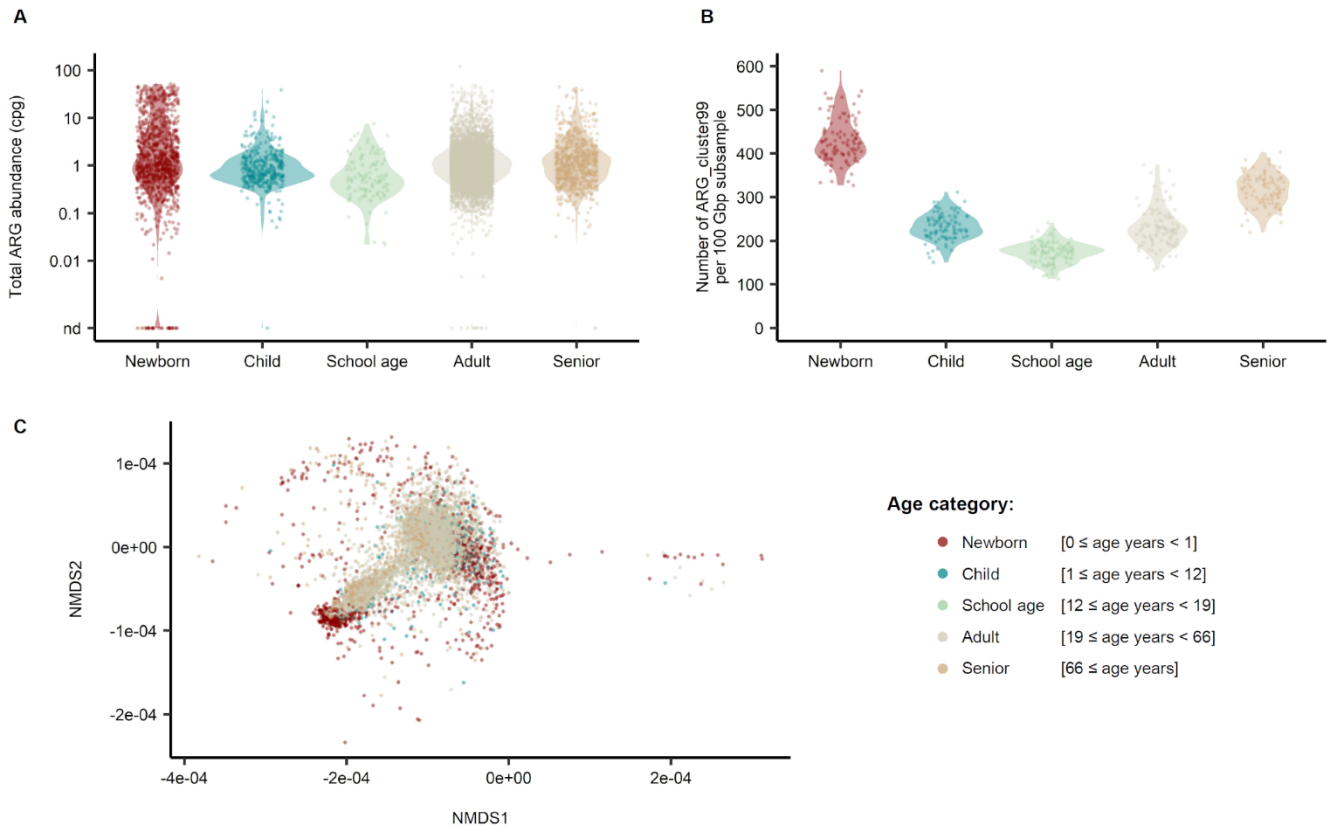 A
Total ARG abundance (cpg)
100
10
1
0.1
0.01
nd
Newborn
Child
School age
Adult
Senior
B
Number of ARG_cluster99
per 100 Gbp subsample
600
500
400
300
200
100
0
Newborn
Child
School age
Adult
Senior
C
NMDS2
1e-04
0e+00
-1e-04
-2e-04
-4e-04
-2e-04
0e+00
2e-04
NMDS1
Age category:
Newborn [0 ≤ age years < 1]
Child [1 ≤ age years < 12]
School age [12 ≤ age years < 19]
Adult [19 ≤ age years < 66]
Senior [66 ≤ age years]